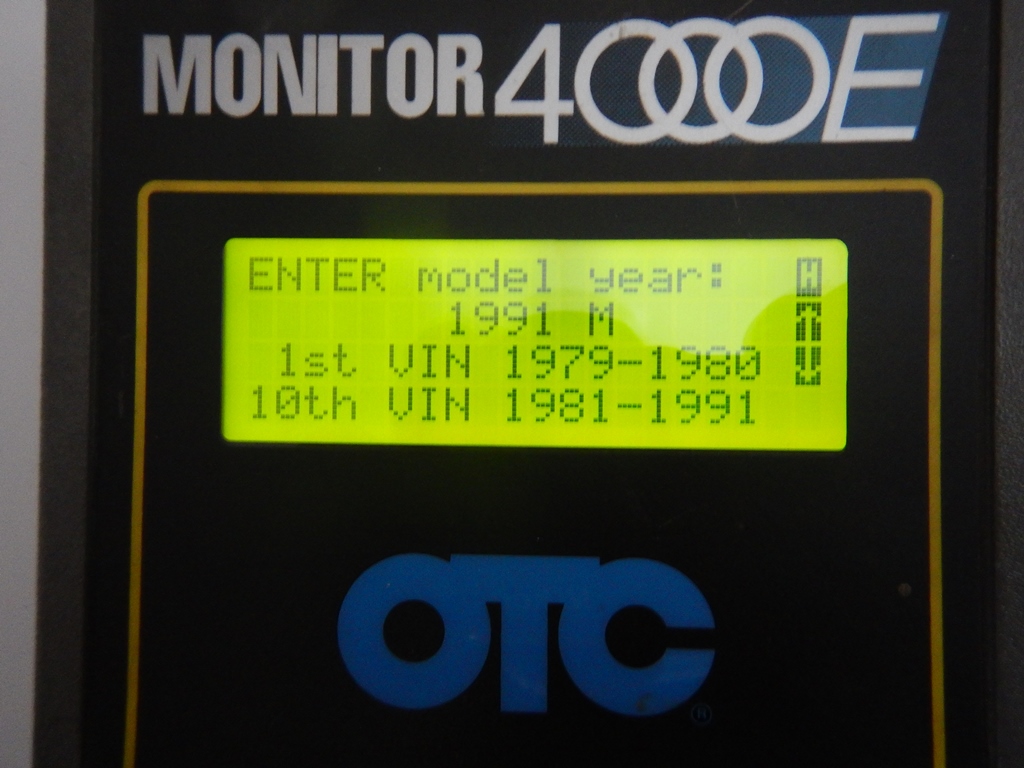 MONITOR 4000E
ENTER model year:
1991 M
1st VIN 1979-1980
10th VIN 1981-1991
OTC ®